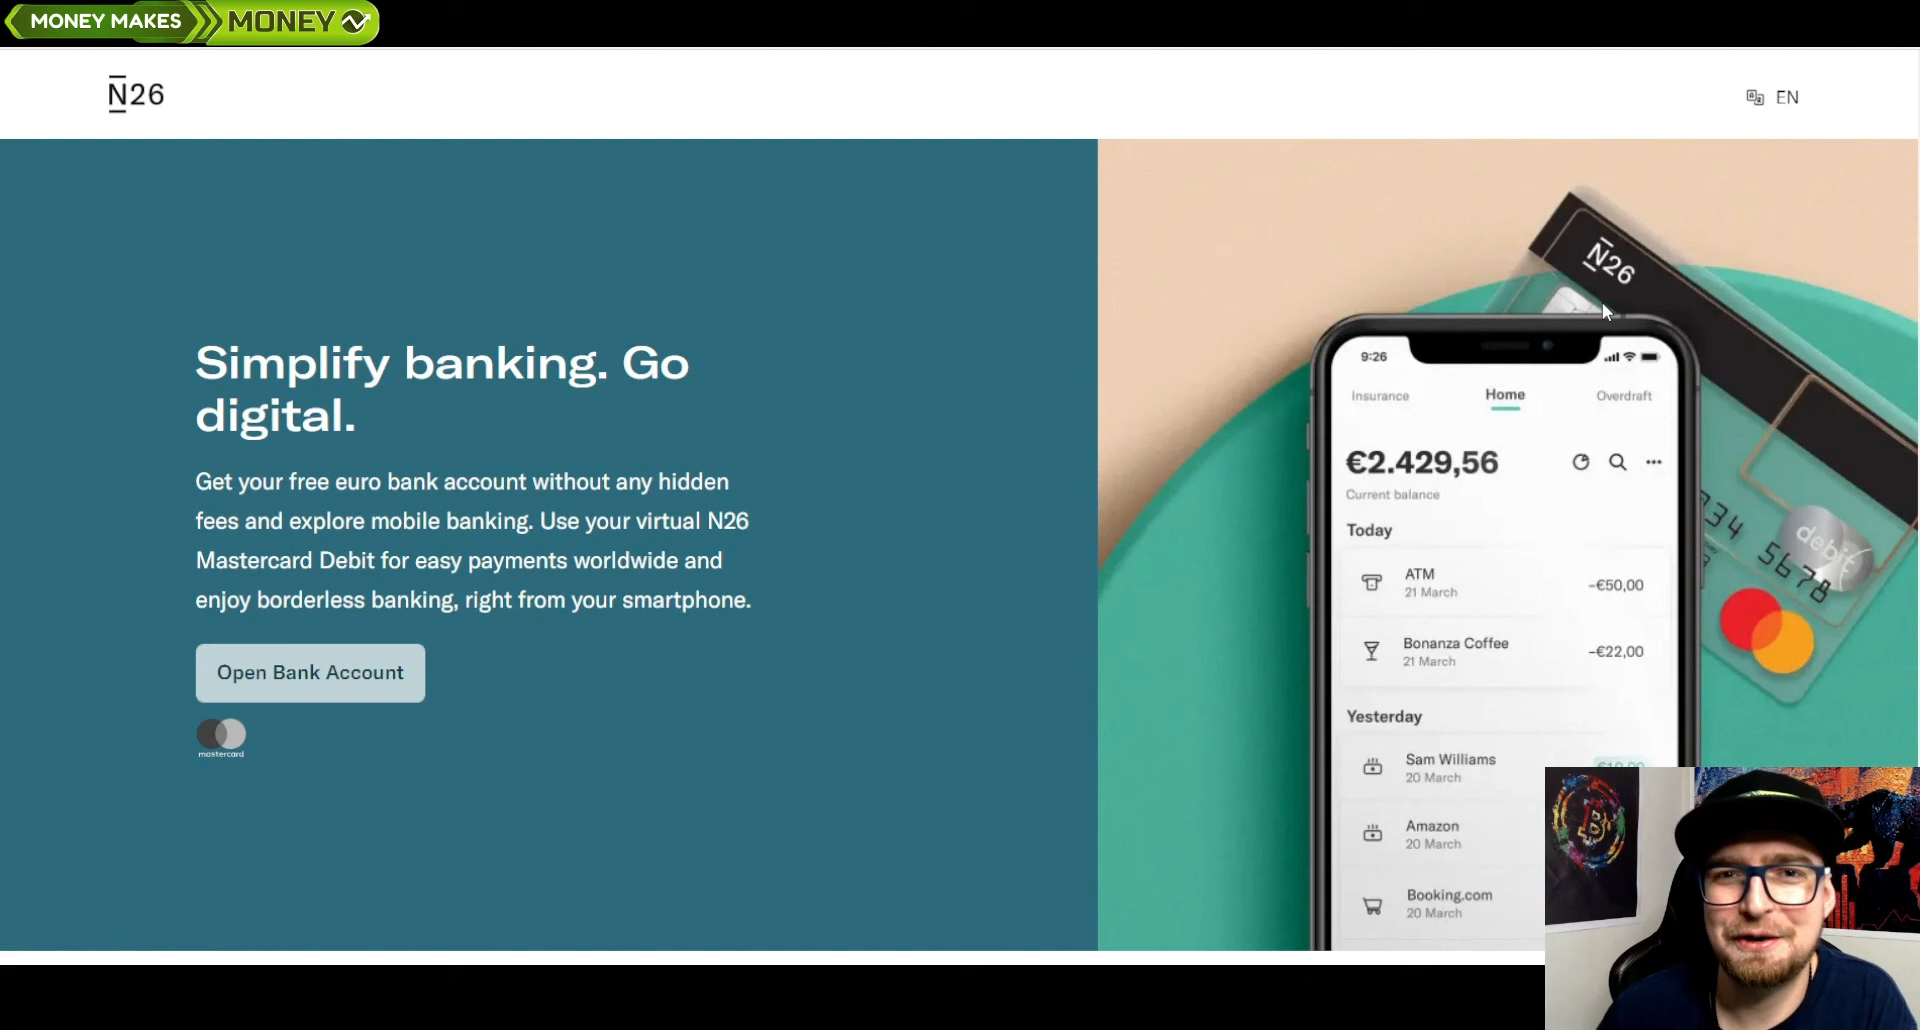 MONEY MAKES MONEY
N26
EN
Simplify banking. Go
digital.
Get your free euro bank account without any hidden
fees and explore mobile banking. Use your virtual N26
Mastercard Debit for easy payments worldwide and
enjoy borderless banking, right from your smartphone.
Open Bank Account
mastercard
N26
9:26
Insurance Home Overdraft
€2.429,56
Current balance
Today
ATM
21 March
-€50,00
Bonanza Coffee
21 March
-€22,00
Yesterday
Sam Williams
20 March
Amazon
20 March
Booking.com
20 March
debit
234 5678